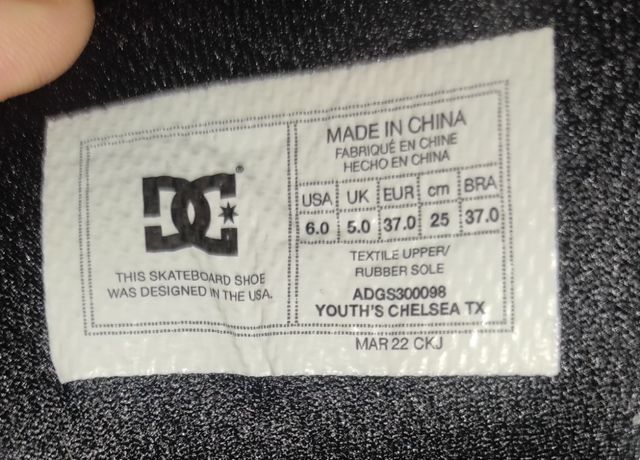 DC®
THIS SKATEBOARD SHOE
WAS DESIGNED IN THE USA.
MADE IN CHINA
FABRIQUÉ EN CHINE
HECHO EN CHINA
USA UK EUR cm BRA
6.0 5.0 37.0 25 37.0
TEXTILE UPPER/
RUBBER SOLE
ADGS300098
YOUTH'S CHELSEA TX
MAR 22 CKJ